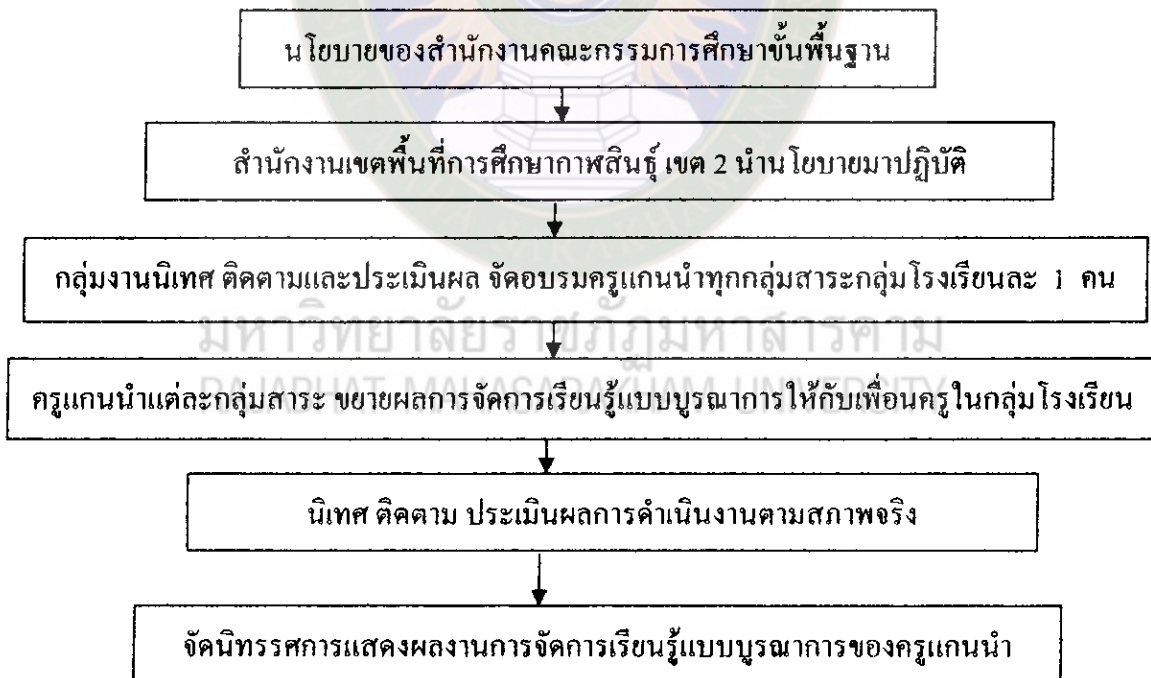 นโยบายของสำนักงานคณะกรรมการศึกษาขั้นพื้นฐาน
สำนักงานเขตพื้นที่การศึกษากาฬสินธุ์ เขต 2 นำนโยบายมาปฏิบัติ
กลุ่มงานนิเทศ ติดตามและประเมินผล จัดอบรมครูแกนนำทุกกลุ่มสาระกลุ่มโรงเรียนละ 1 คน
มหาวิทยาลัยราชภัฏมหาสารคาม
ครูแกนนำแต่ละกลุ่มสาระ ขยายผลการจัดการเรียนรู้แบบบูรณาการให้กับเพื่อนครูในกลุ่มโรงเรียน
RAJABHAT MAHASARAKHAM UNIVERSITY
นิเทศ ติดตาม ประเมินผลการดำเนินงานตามสภาพจริง
จัดนิทรรศการแสดงผลงานการจัดการเรียนรู้แบบบูรณาการของครูแกนนำ